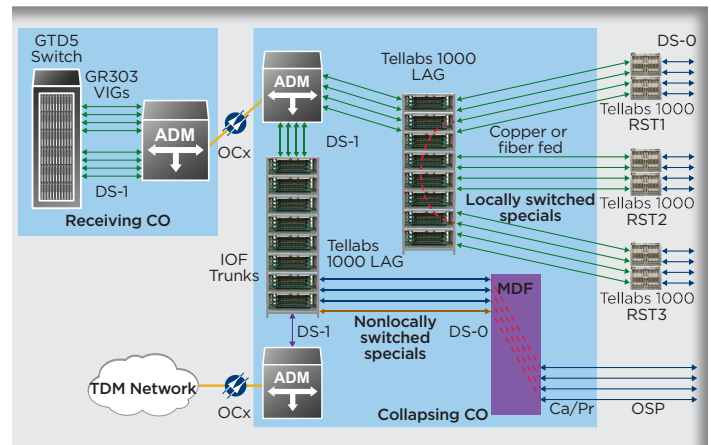 GTD5
Switch
GR303
VIGs
ADM
DS-1
Receiving CO
OCx
ADM
DS-1
Tellabs 1000
LAG
DS-0
Tellabs 1000
RST1
Copper or
fiber fed
Locally switched
specials
Tellabs 1000
RST2
Tellabs 1000
RST3
IOF
Trunks
Tellabs
1000 LAG
MDF
DS-1
Nonlocally
switched
specials
DS-0
TDM Network
OCx
ADM
Collapsing CO
Ca/Pr
OSP